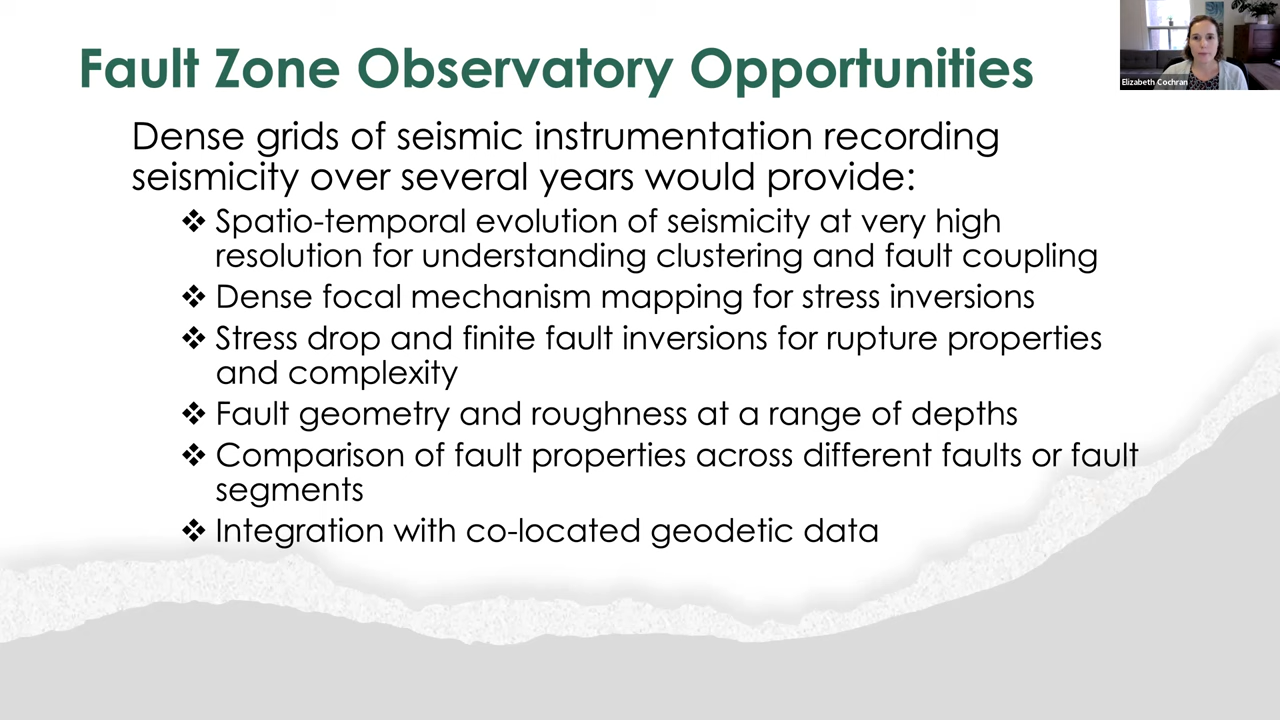 Fault Zone Observatory Opportunities
Elizabeth Cochran
Dense grids of seismic instrumentation recording
seismicity over several years would provide:
❖ Spatio-temporal evolution of seismicity at very high
resolution for understanding clustering and fault coupling
❖ Dense focal mechanism mapping for stress inversions
❖ Stress drop and finite fault inversions for rupture properties
and complexity
❖ Fault geometry and roughness at a range of depths
❖ Comparison of fault properties across different faults or fault
segments
❖ Integration with co-located geodetic data